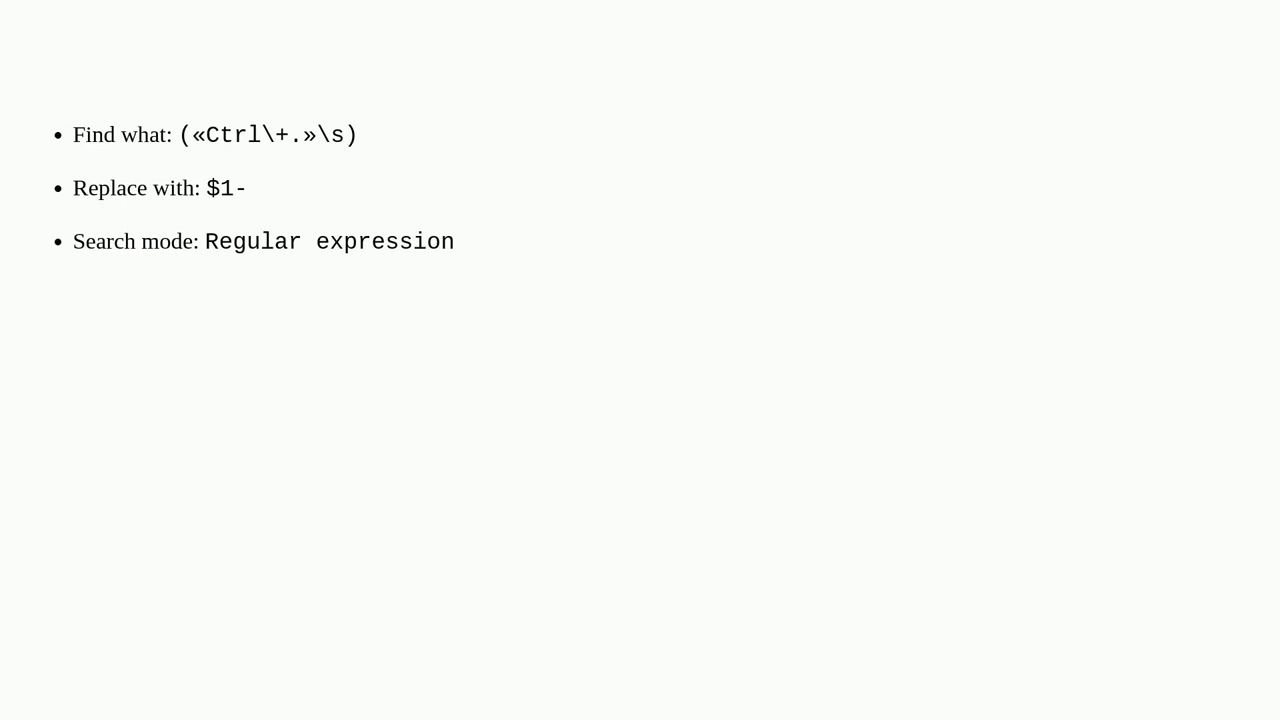 • Find what: («Ctrl\+.»\s)
• Replace with: $1-
• Search mode: Regular expression